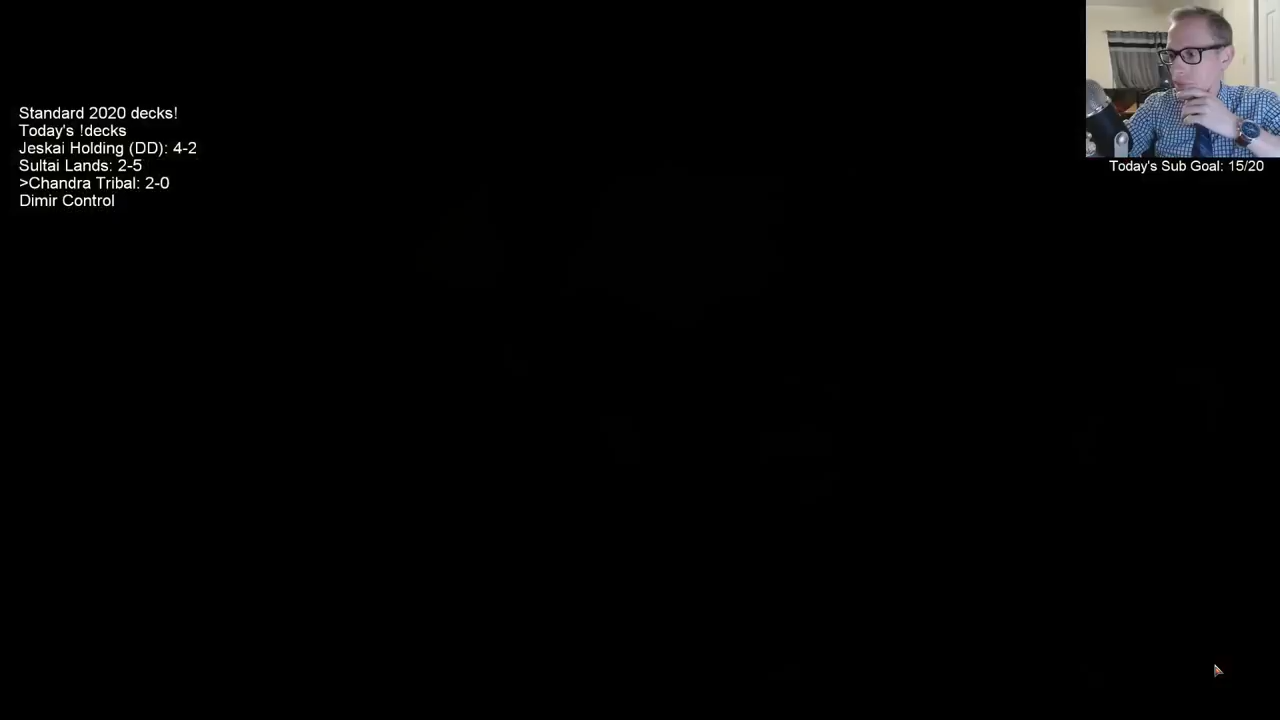 Standard 2020 decks!
Today's !decks
Jeskai Holding (DD): 4-2
Sultai Lands: 2-5
>Chandra Tribal: 2-0
Dimir Control
Today's Sub Goal: 15/20